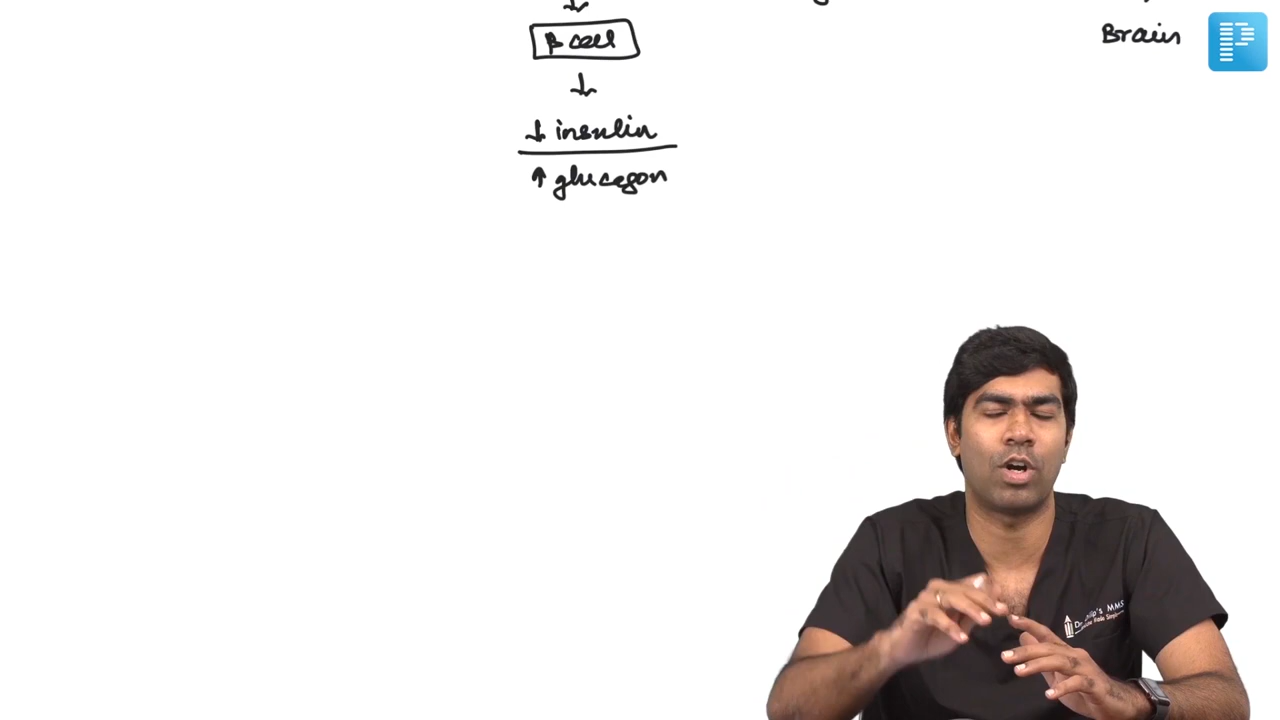 β cell
Brain
↓ insulin
↑ glucagon